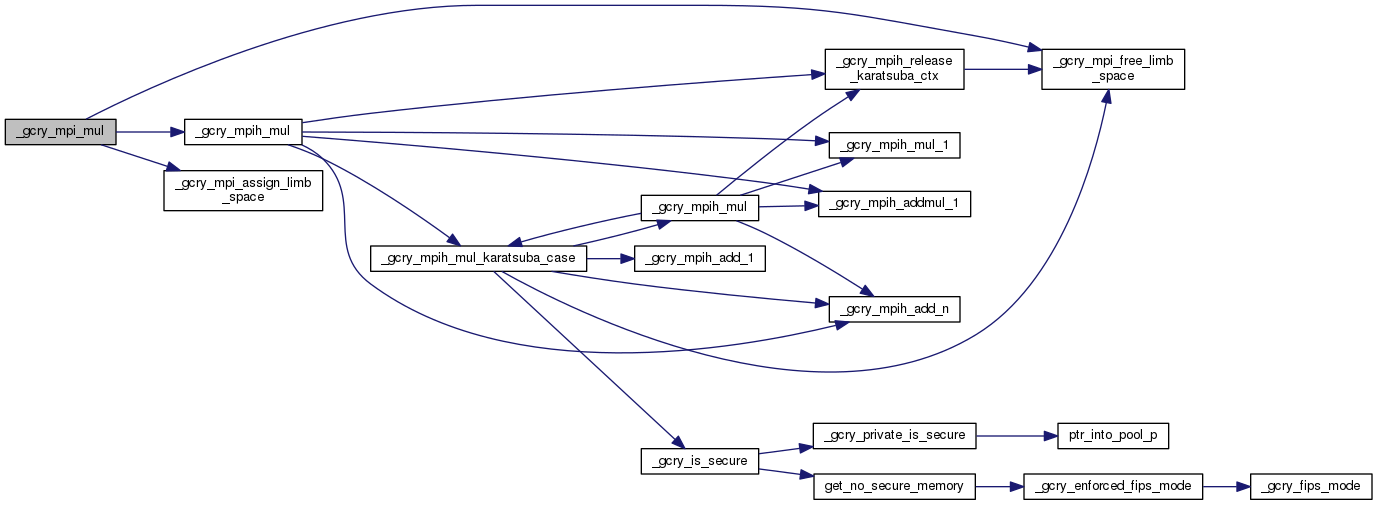 _gcry_mpi_mul
_gcry_mpih_mul
_gcry_mpi_assign_limb
_space
_gcry_mpih_mul_karatsuba_case
_gcry_mpih_mul
_gcry_mpih_add_1
_gcry_is_secure
_gcry_mpih_release
_karatsuba_ctx
_gcry_mpih_mul_1
_gcry_mpih_addmul_1
_gcry_mpih_add_n
_gcry_private_is_secure
get_no_secure_memory
_gcry_mpi_free_limb
_space
ptr_into_pool_p
_gcry_enforced_fips_mode
_gcry_fips_mode